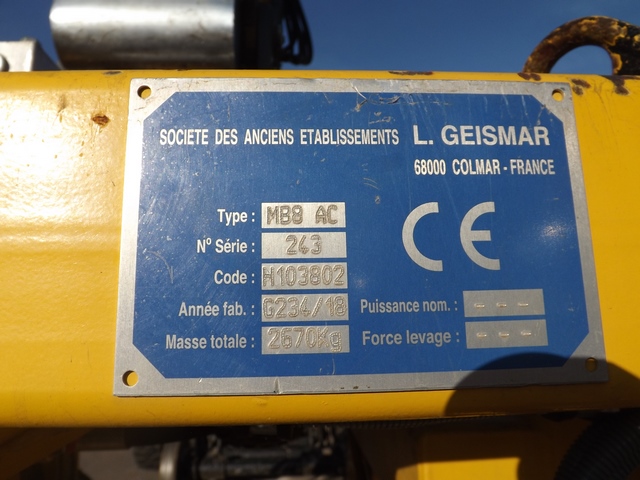 SOCIETE DES ANCIENS ETABLISSEMENTS L. GEISMAR
68000 COLMAR - FRANCE
Type : MB8 AC
N° Série : 243
Code : H103802
CE
Année fab. : G234/18 Puissance nom. : - - -
Masse totale : 2670Kg Force levage : - - -